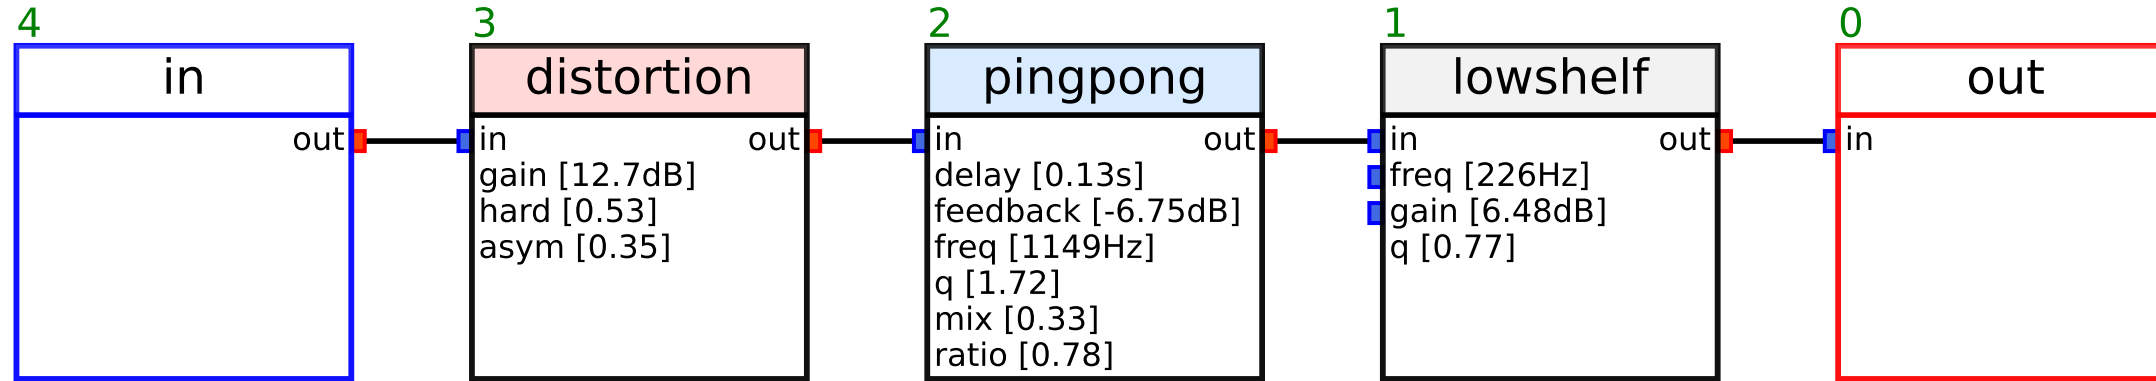 4
in
out
3
distortion
in out
gain [12.7dB]
hard [0.53]
asym [0.35]
2
pingpong
in out
delay [0.13s]
feedback [-6.75dB]
freq [1149Hz]
q [1.72]
mix [0.33]
ratio [0.78]
1
lowshelf
in out
freq [226Hz]
gain [6.48dB]
q [0.77]
0
out
in